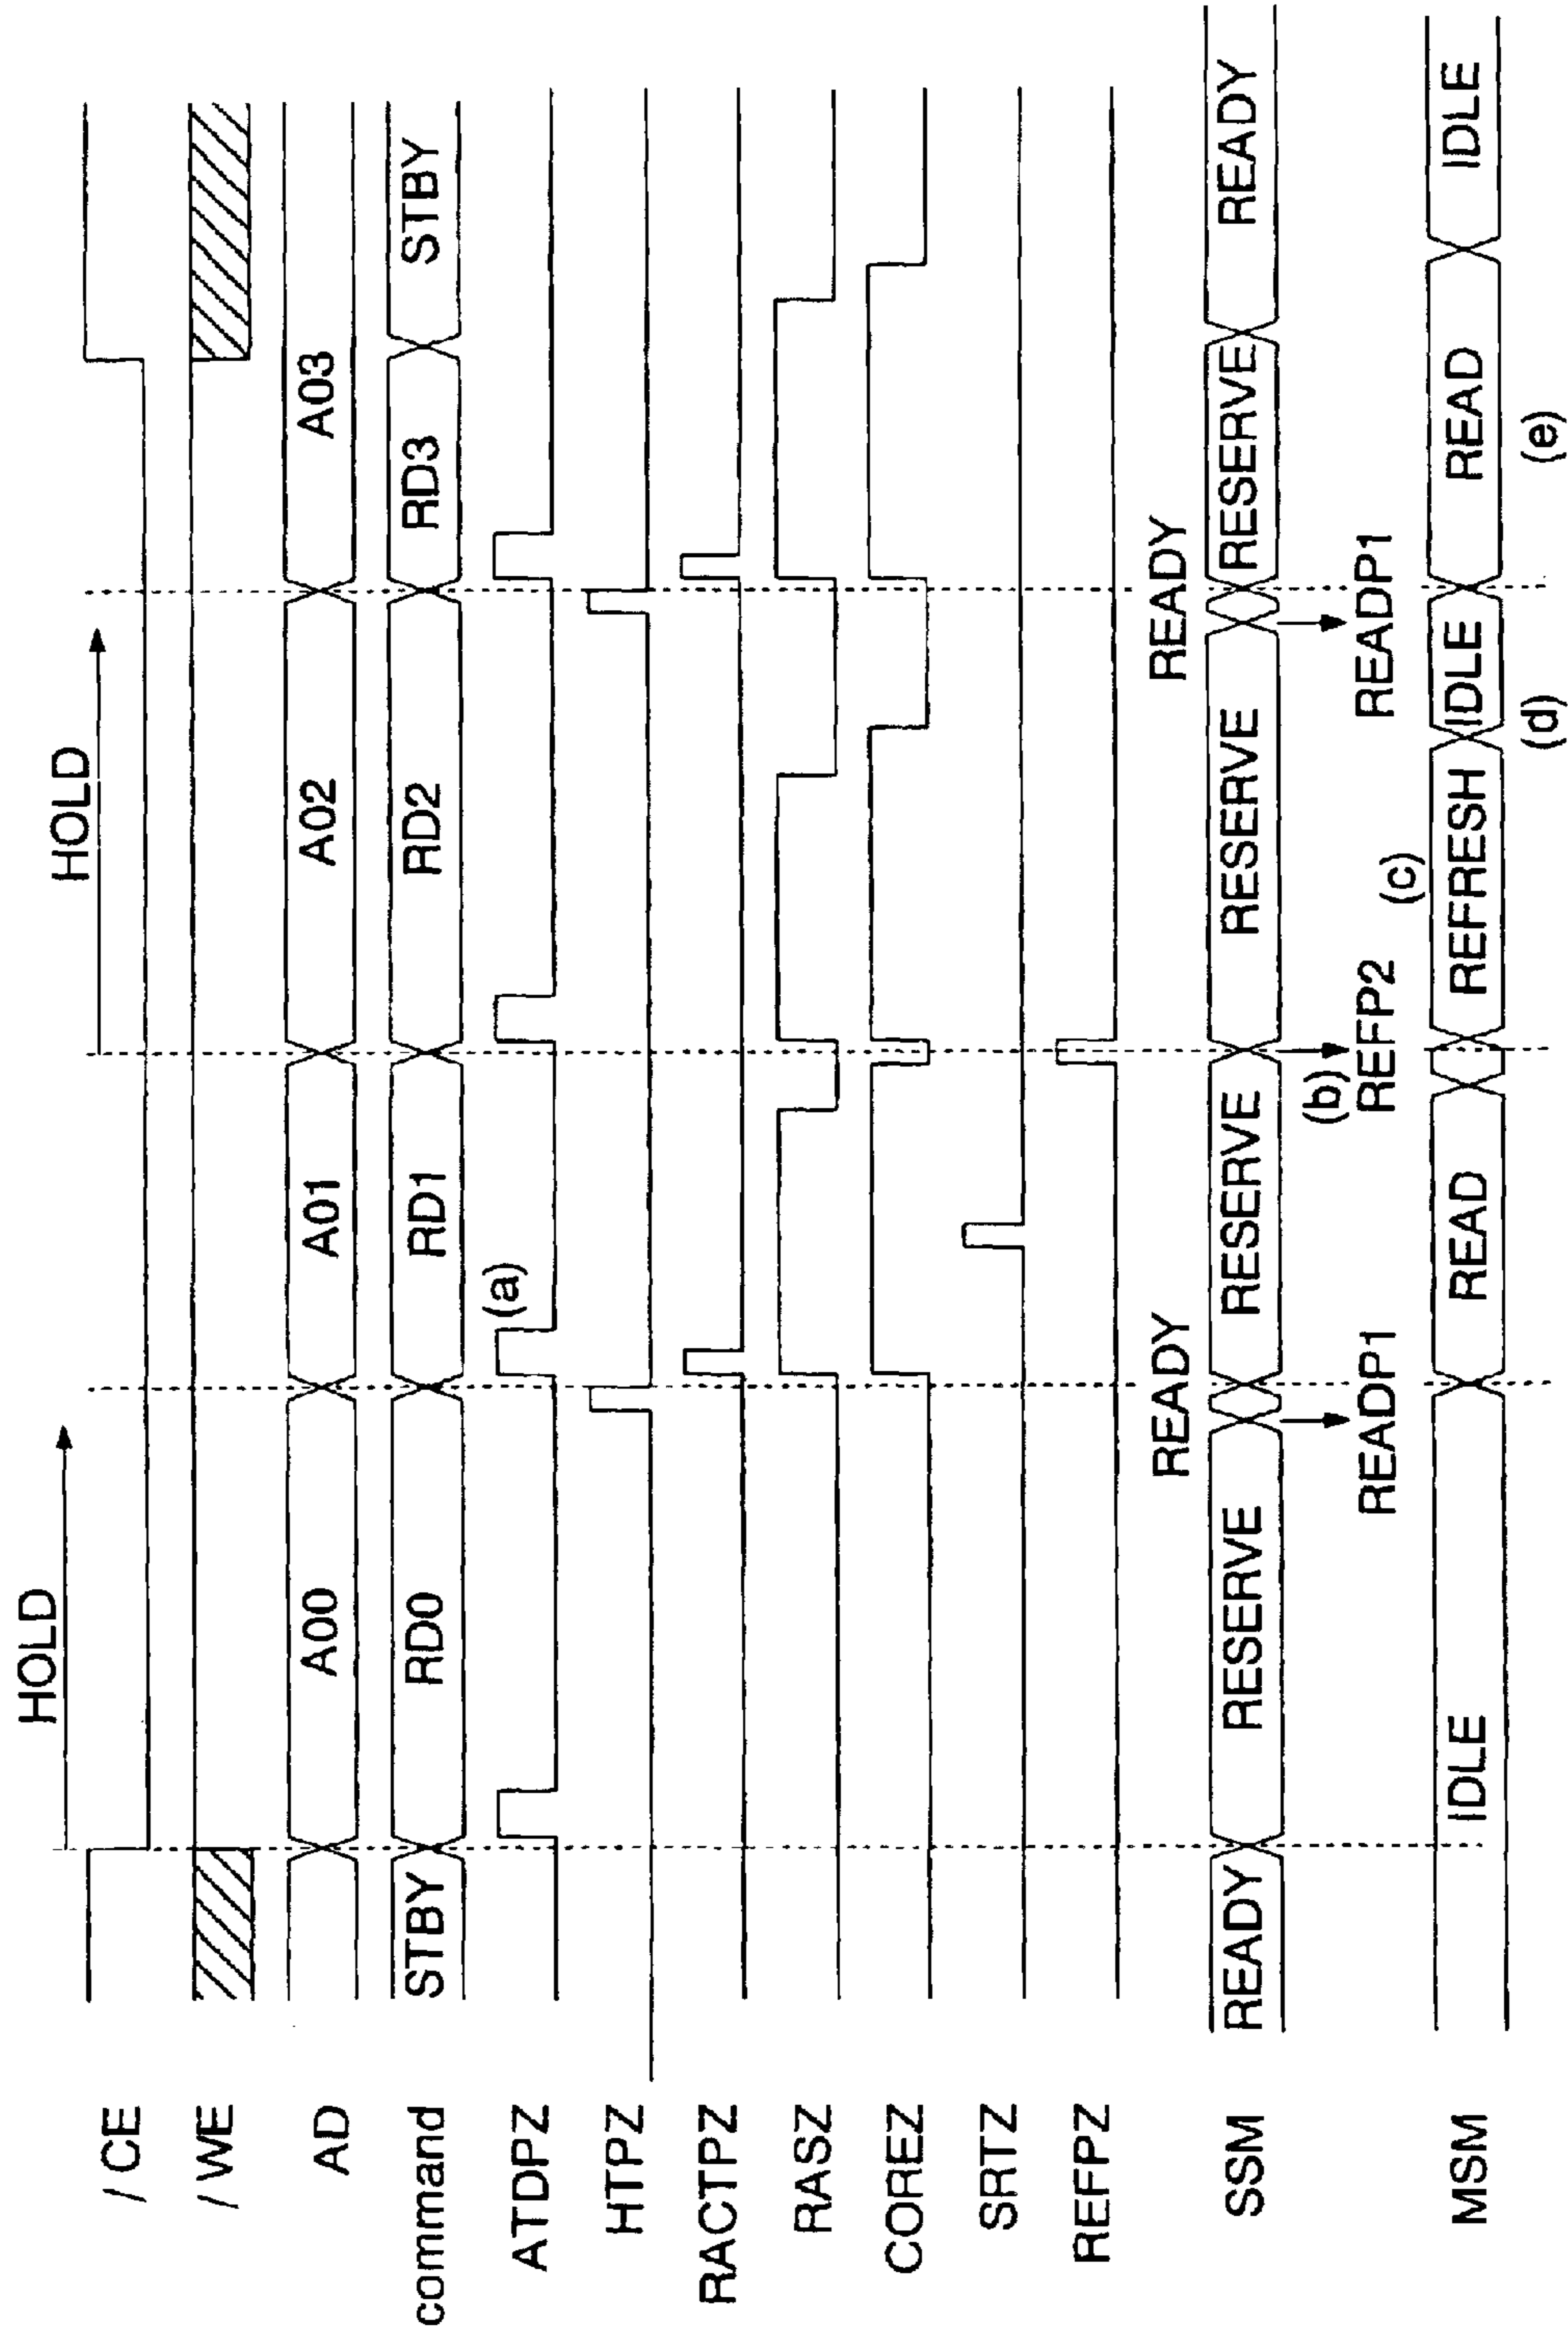 HOLD HOLD
/ CE
/ WE
AD A00 A01 A02 A03
command STBY RD0 RD1 RD2 RD3 STBY
ATDPZ (a)
HTPZ
RACTPZ
RASZ
COREZ
SRTZ
REFPZ
READY READY
SSM READY RESERVE RESERVE RESERVE RESERVE READY
(b)
READP1 REFP2 READP1
(c)
MSM IDLE READ REFRESH IDLE READ IDLE
(d) (e)